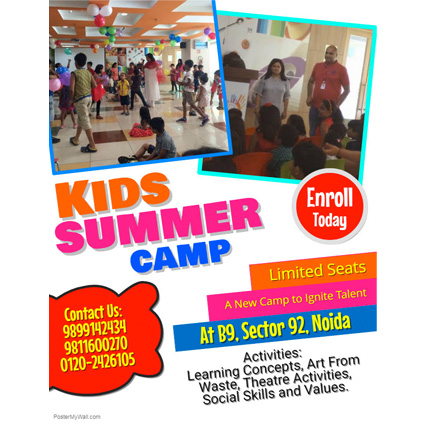 KIDS
SUMMER
CAMP
Enroll
Today
Limited Seats
A New Camp to Ignite Talent
At B9, Sector 92, Noida
Contact Us:
9899142434
9811600270
0120-2426105
Activities:
Learning Concepts, Art From
Waste, Theatre Activities,
Social Skills and Values.
PosterMyWall.com